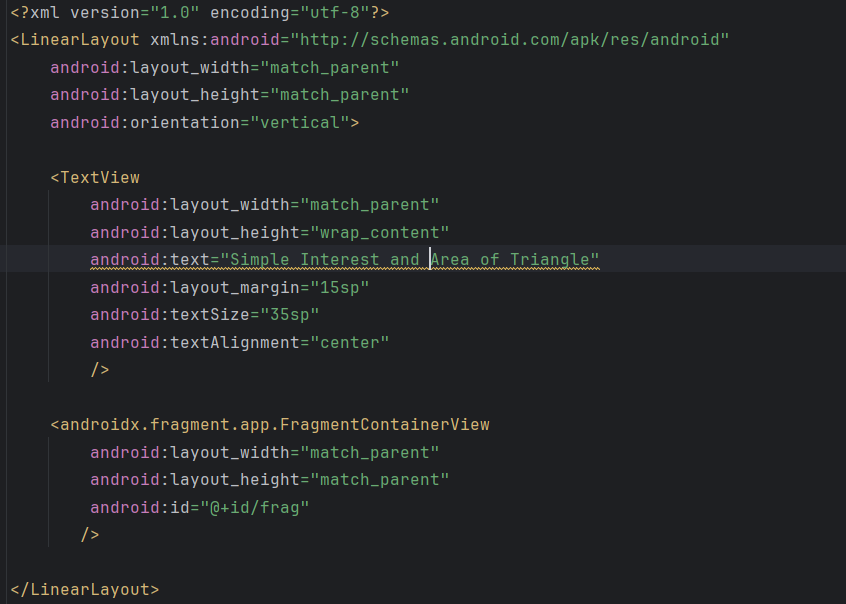 <?xml version="1.0" encoding="utf-8"?>
<LinearLayout xmlns:android="http://schemas.android.com/apk/res/android"
    android:layout_width="match_parent"
    android:layout_height="match_parent"
    android:orientation="vertical">

    <TextView
        android:layout_width="match_parent"
        android:layout_height="wrap_content"
        android:text="Simple Interest and Area of Triangle"
        android:layout_margin="15sp"
        android:textSize="35sp"
        android:textAlignment="center"
        />

    <androidx.fragment.app.FragmentContainerView
        android:layout_width="match_parent"
        android:layout_height="match_parent"
        android:id="@+id/frag"
       />

</LinearLayout>